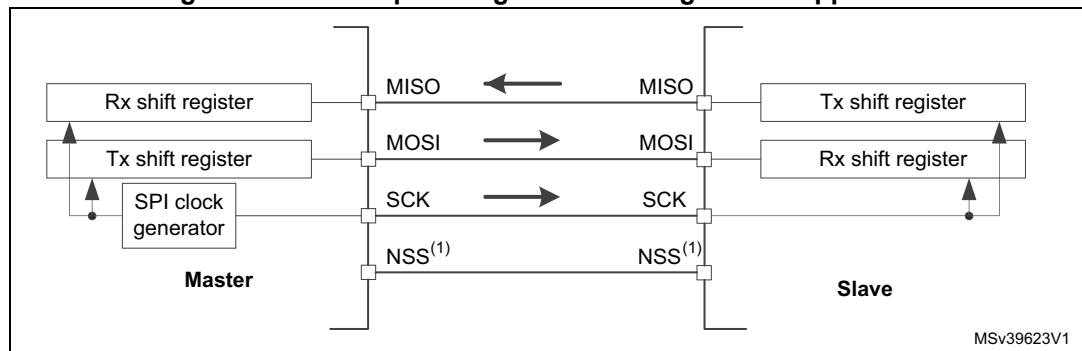 MISO MISO
Rx shift register Tx shift register
MOSI MOSI
Tx shift register Rx shift register
SPI clock
generator
SCK SCK
NSS(1) NSS(1)
Master Slave
MSv39623V1